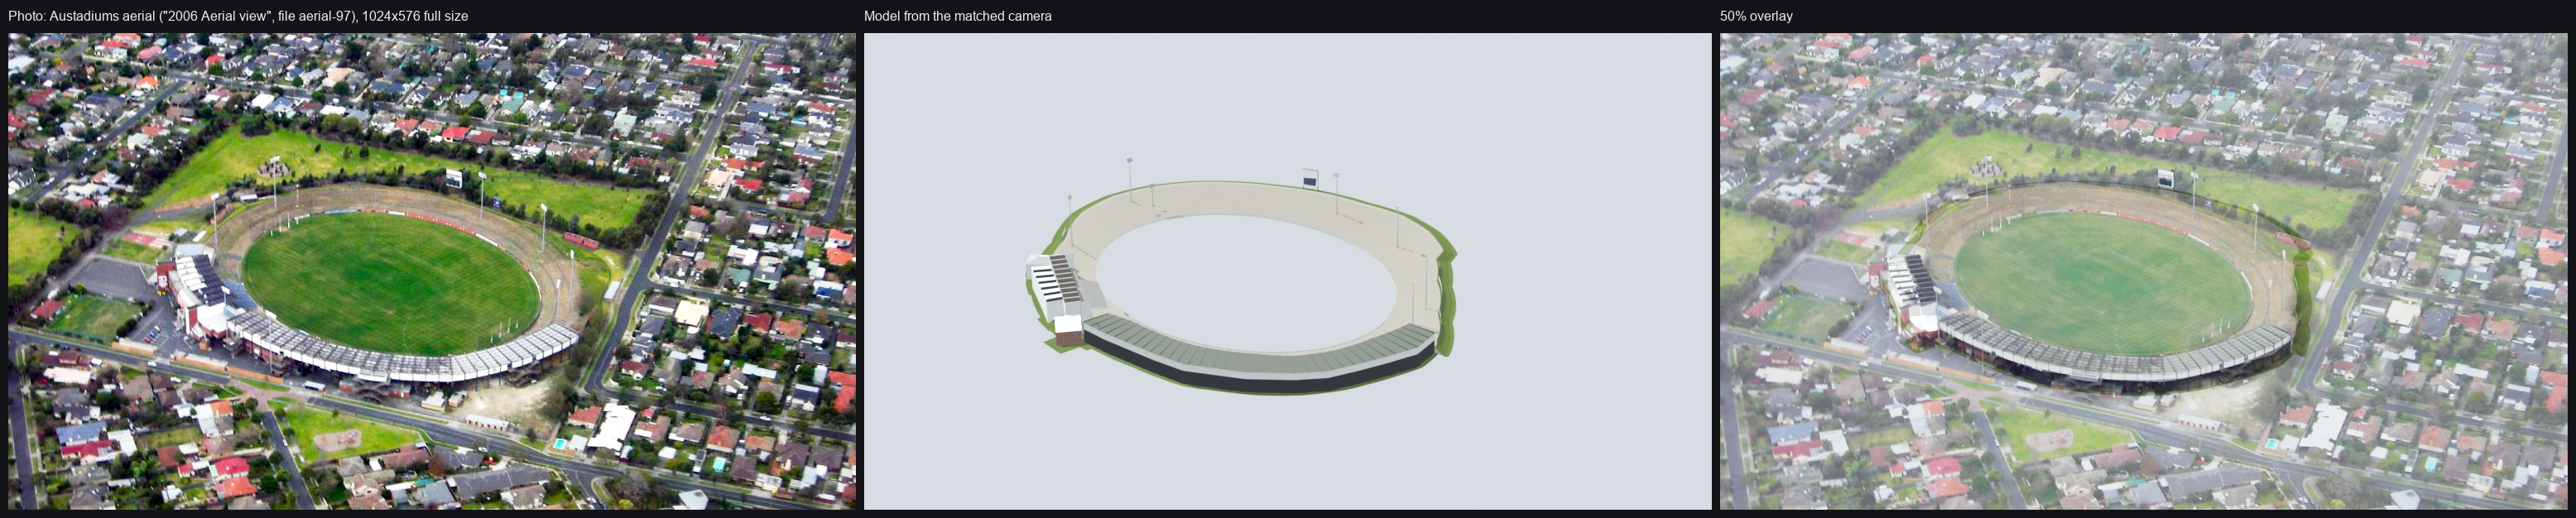 Photo: Austadiums aerial ("2006 Aerial view", file aerial-97), 1024x576 full size
Model from the matched camera
50% overlay